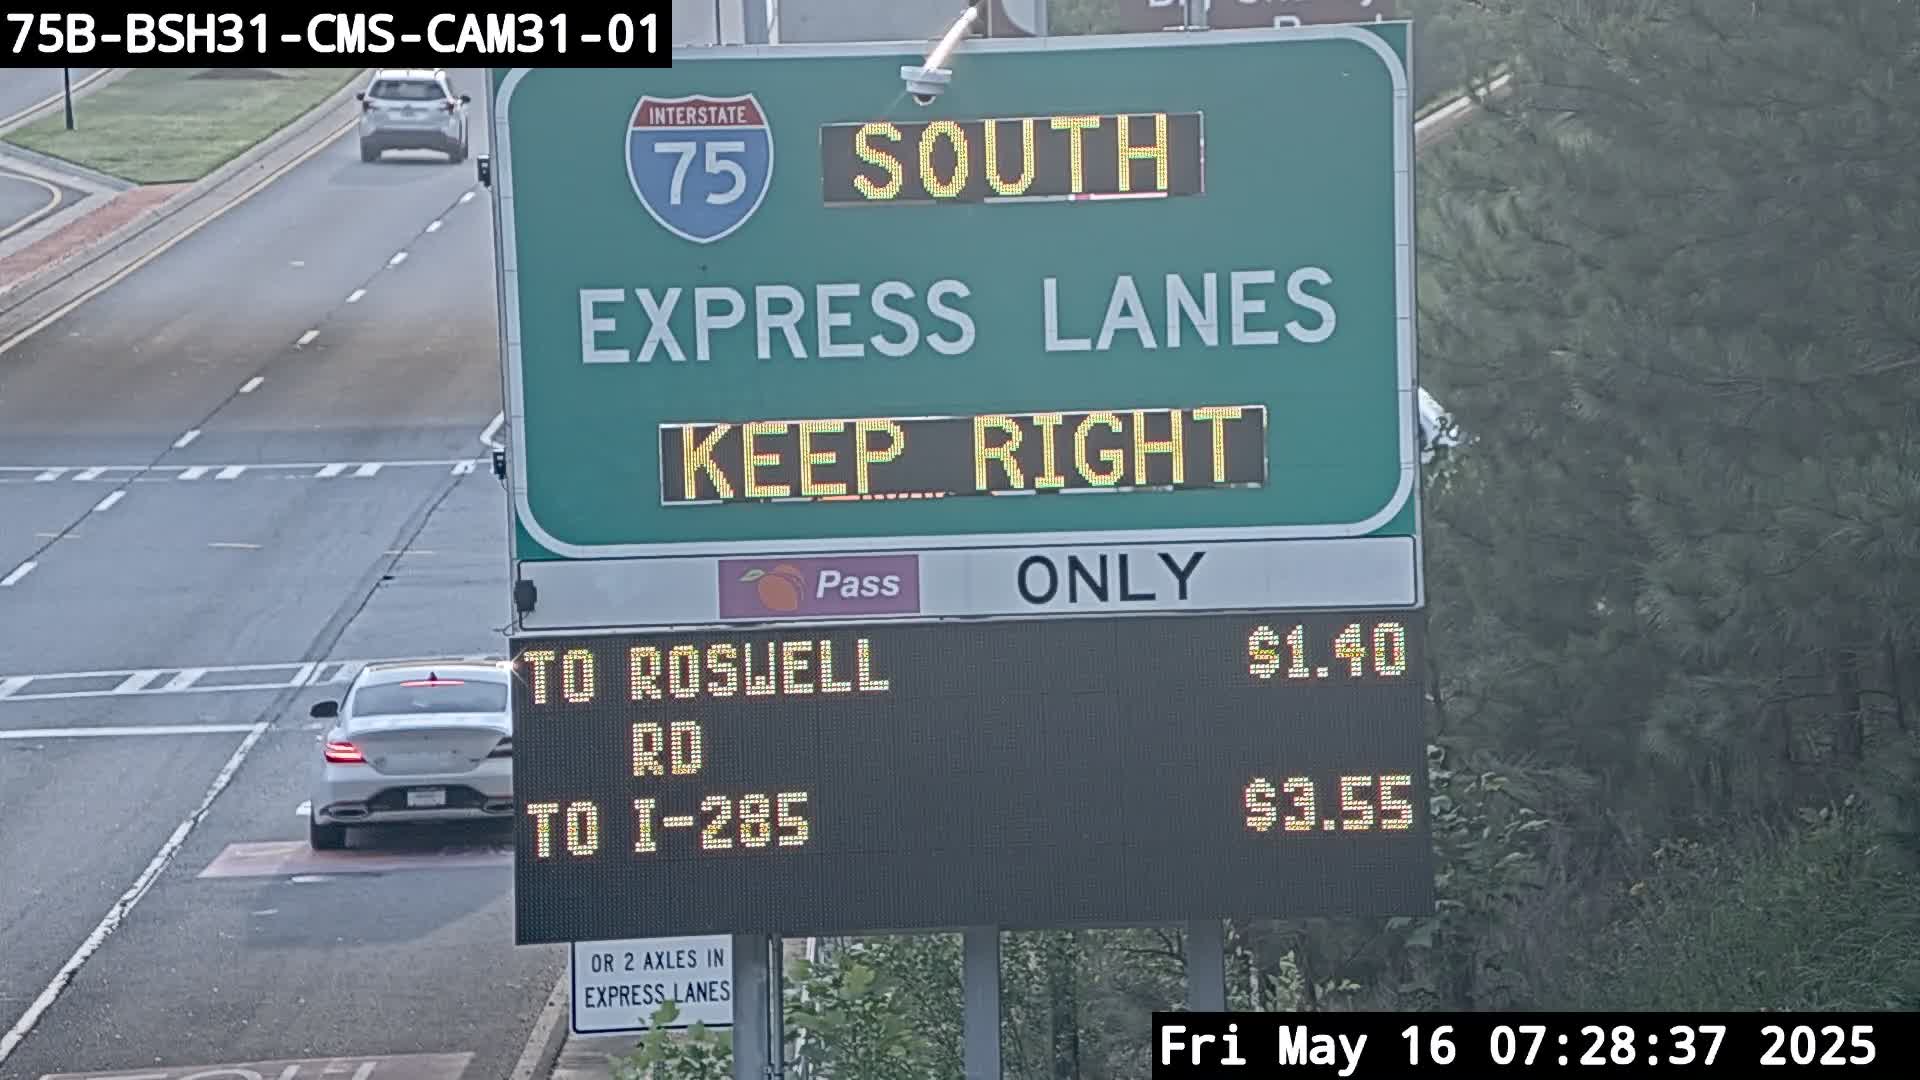 75B-BSH31-CMS-CAM31-01
INTERSTATE
75
SOUTH
EXPRESS LANES
KEEP RIGHT
Pass ONLY
TO ROSWELL $1.40
RD
TO I-285 $3.55
OR 2 AXLES IN
EXPRESS LANES
Fri May 16 07:28:37 2025